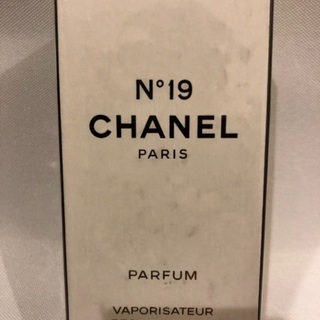 N°19
CHANEL
PARIS
PARFUM
VAPORISATEUR